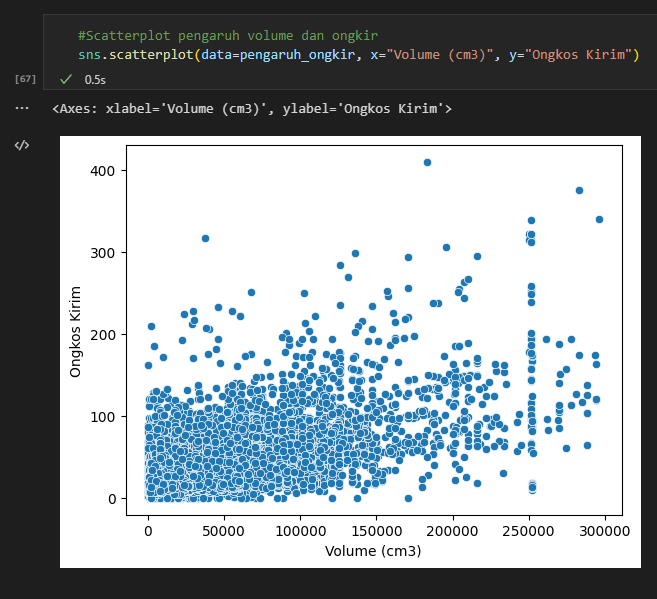 #Scatterplot pengaruh volume dan ongkir
sns.scatterplot(data=pengaruh_ongkir, x="Volume (cm3)", y="Ongkos Kirim")
[67]
0.5s
...
<Axes: xlabel='Volume (cm3)', ylabel='Ongkos Kirim'>
</>
400
300
200
100
0
Ongkos Kirim
0 50000 100000 150000 200000 250000 300000
Volume (cm3)